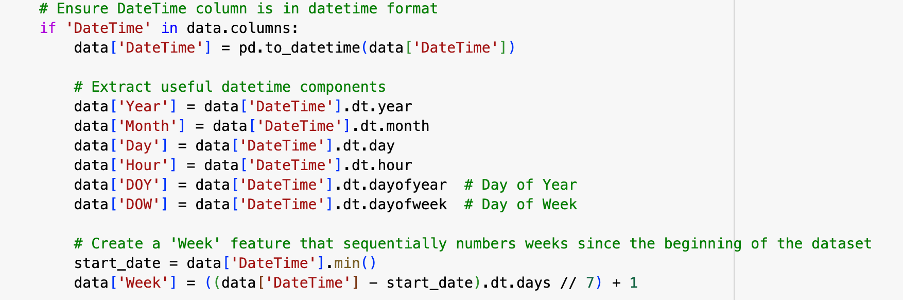 # Ensure DateTime column is in datetime format
if 'DateTime' in data.columns:
    data['DateTime'] = pd.to_datetime(data['DateTime'])

    # Extract useful datetime components
    data['Year'] = data['DateTime'].dt.year
    data['Month'] = data['DateTime'].dt.month
    data['Day'] = data['DateTime'].dt.day
    data['Hour'] = data['DateTime'].dt.hour
    data['DOY'] = data['DateTime'].dt.dayofyear  # Day of Year
    data['DOW'] = data['DateTime'].dt.dayofweek  # Day of Week

    # Create a 'Week' feature that sequentially numbers weeks since the beginning of the dataset
    start_date = data['DateTime'].min()
    data['Week'] = ((data['DateTime'] - start_date).dt.days // 7) + 1